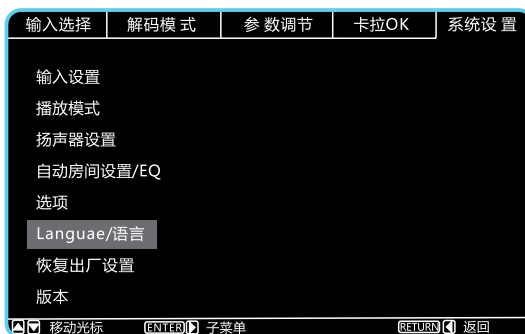 输入选择 解码模 式 参 数调节 卡拉OK 系统设 置
输入设置
播放模式
扬声器设置
自动房间设置/EQ
选项
Languae/语言
恢复出厂设置
版本
移动光标 ENTER 子菜单 RETURN 返回